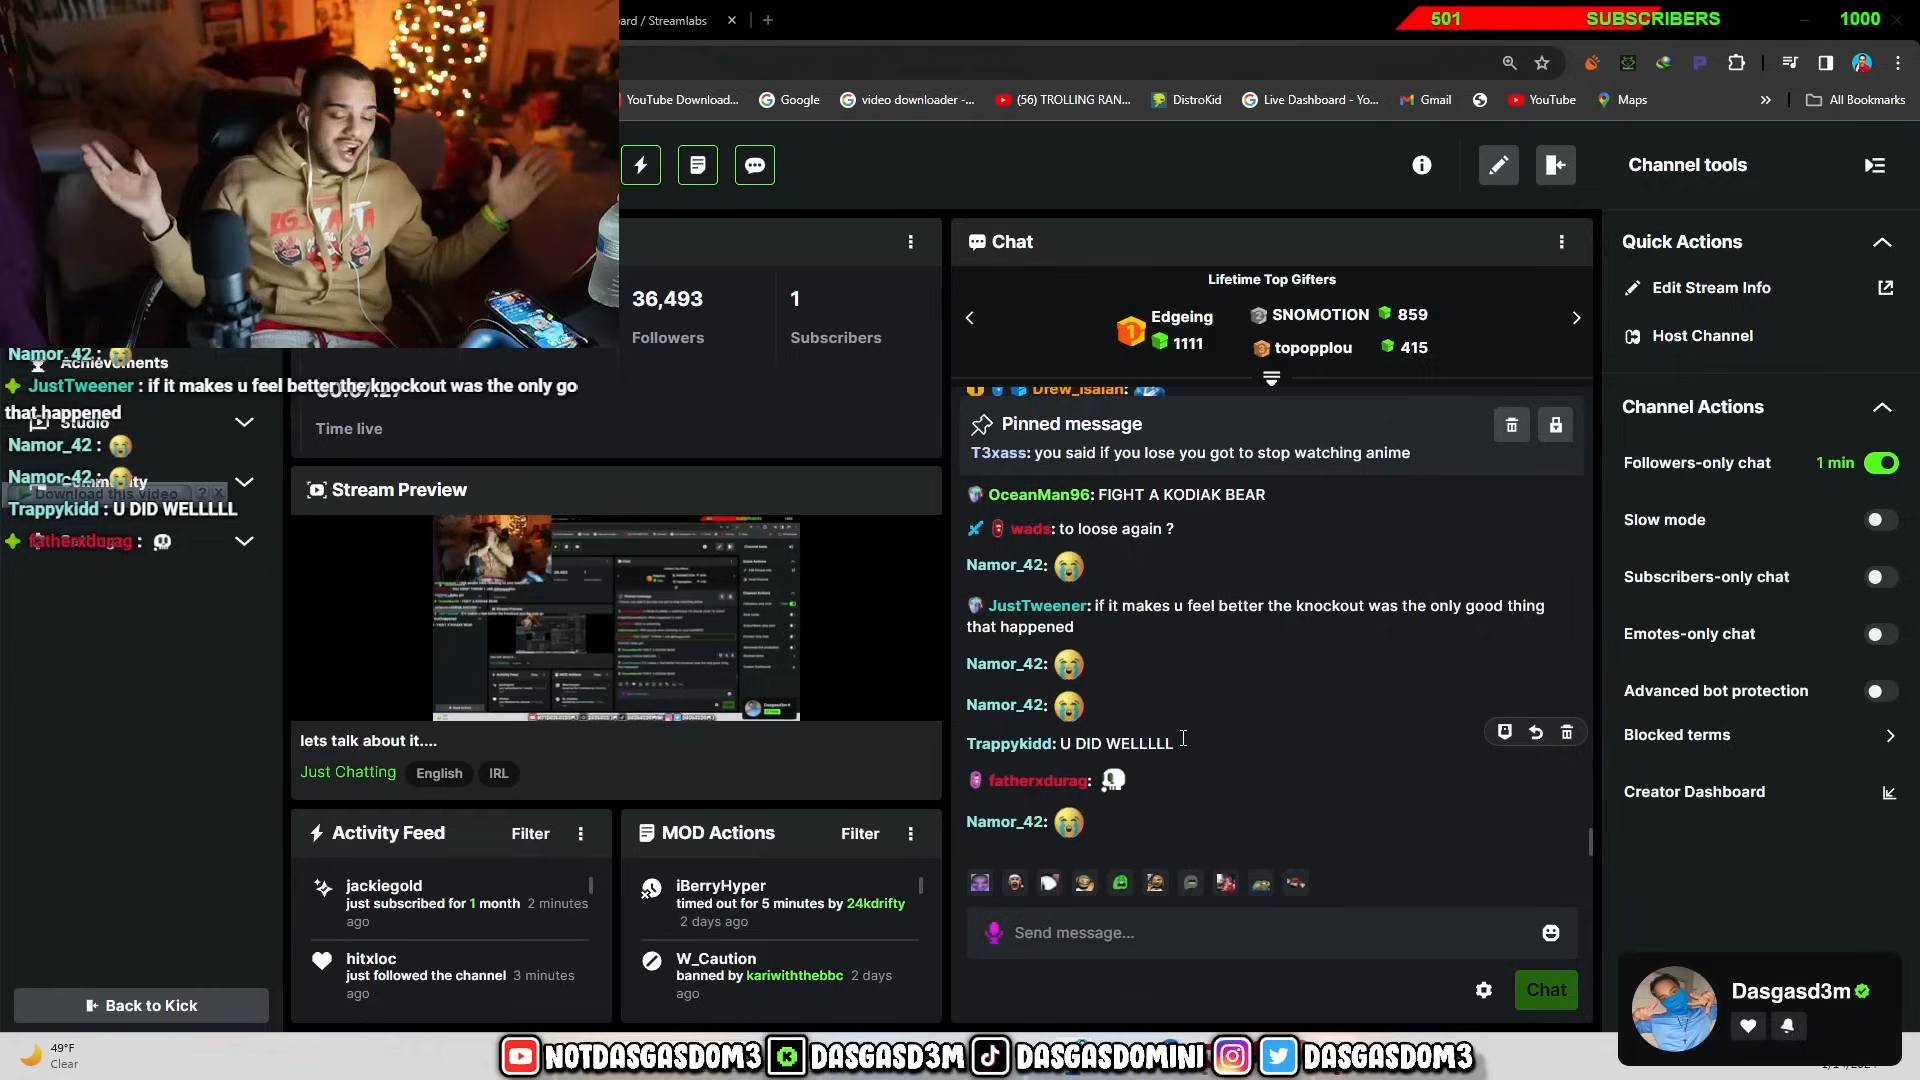 ard / Streamlabs
501 SUBSCRIBERS 1000
YouTube Download...
Google
video downloader -...
(56) TROLLING RAN...
DistroKid
Live Dashboard - Yo...
Gmail
YouTube
Maps
All Bookmarks
Channel tools
36,493
Followers
1
Subscribers
Time live
Chat
Lifetime Top Gifters
Edgeing
1111
SNOMOTION 859
topopplou 415
Drew_Isaiah:
Pinned message
T3xass: you said if you lose you got to stop watching anime
OceanMan96: FIGHT A KODIAK BEAR
wads: to loose again ?
Namor_42:
JustTweener: if it makes u feel better the knockout was the only good thing
that happened
Namor_42:
Namor_42:
Trappykidd: U DID WELLLLL
fatherxdurag:
Namor_42:
Send message...
Chat
Quick Actions
Edit Stream Info
Host Channel
Channel Actions
Followers-only chat 1 min
Slow mode
Subscribers-only chat
Emotes-only chat
Advanced bot protection
Blocked terms
Creator Dashboard
Namor_42 :
Achievements
JustTweener : if it makes u feel better the knockout was the only go
that happened
Studio
Namor_42 :
Namor_42 :
Community
Download this video ? X
Trappykidd : U DID WELLLLL
fatherxdurag :
Back to Kick
Stream Preview
lets talk about it....
Just Chatting
English
IRL
Activity Feed
Filter
jackiegold
just subscribed for 1 month 2 minutes
ago
hitxloc
just followed the channel 3 minutes
ago
MOD Actions
Filter
iBerryHyper
timed out for 5 minutes by 24kdrifty
2 days ago
W_Caution
banned by kariwiththebbc 2 days
ago
Dasgasd3m
49°F
Clear
NOTDASGASDOM3
DASGASD3M
DASGASDOMINI
DASGASDOM3